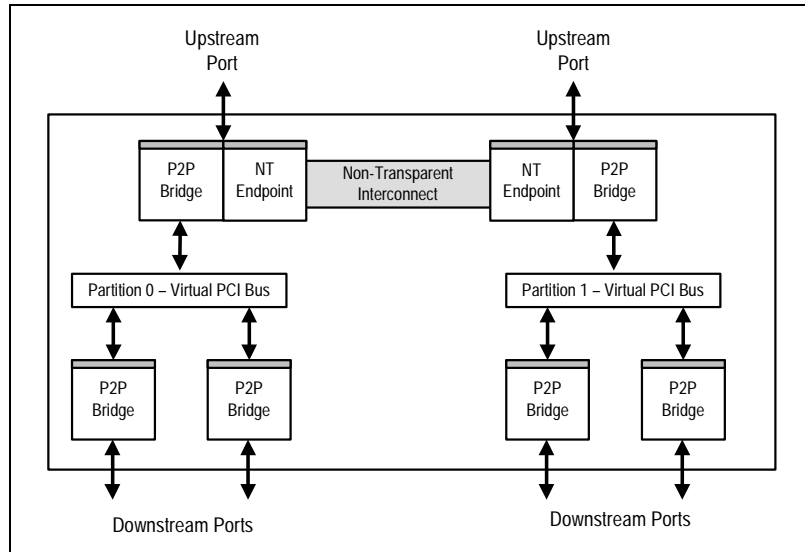 Upstream
Port
Upstream
Port
P2P
Bridge
NT
Endpoint
Non-Transparent
Interconnect
NT
Endpoint
P2P
Bridge
Partition 0 – Virtual PCI Bus
Partition 1 – Virtual PCI Bus
P2P
Bridge
P2P
Bridge
P2P
Bridge
P2P
Bridge
Downstream Ports
Downstream Ports